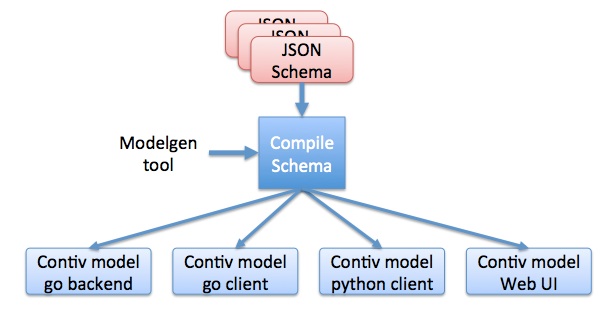 JSON
JSON
JSON
Schema
Modelgen
tool
Compile
Schema
Contiv model
go backend
Contiv model
go client
Contiv model
python client
Contiv model
Web UI